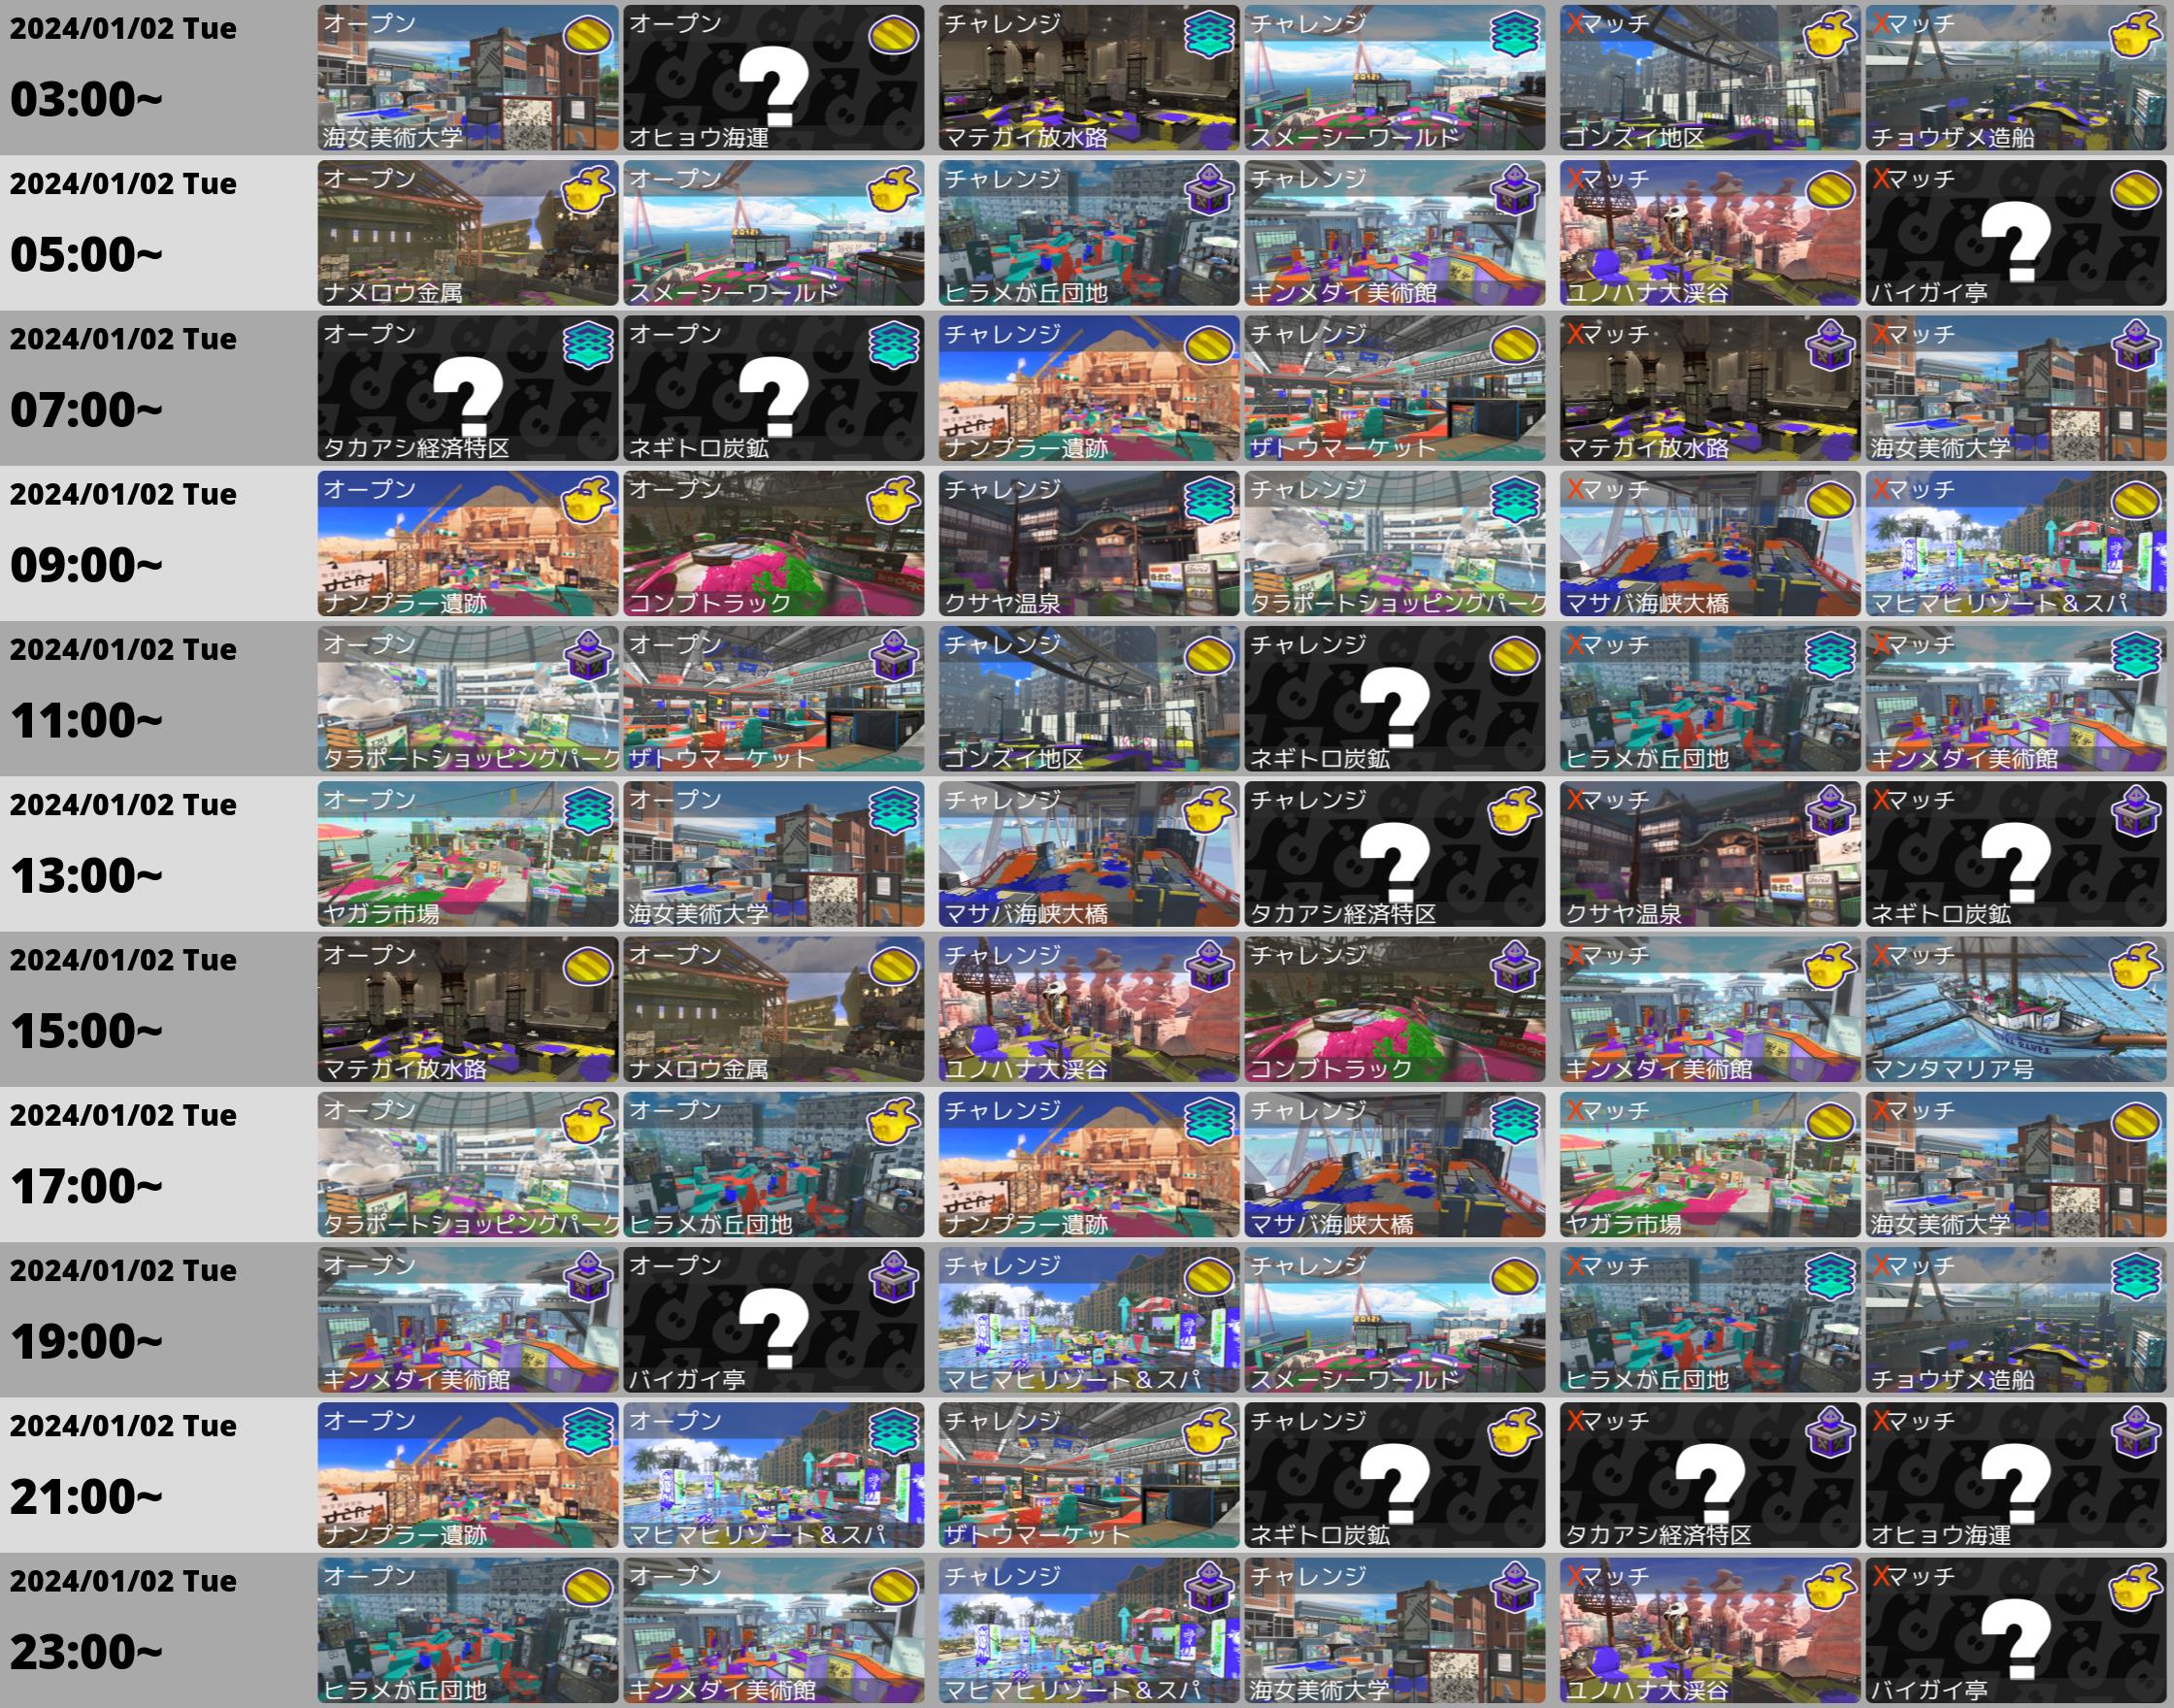 2024/01/02 Tue
03:00~
オープン
海女美術大学
オープン
オヒョウ海運
チャレンジ
マテガイ放水路
チャレンジ
スメーシーワールド
Xマッチ
ゴンズイ地区
Xマッチ
チョウザメ造船
2024/01/02 Tue
05:00~
オープン
ナメロウ金属
オープン
スメーシーワールド
チャレンジ
ヒラメが丘団地
チャレンジ
キンメダイ美術館
Xマッチ
ユノハナ大渓谷
Xマッチ
バイガイ亭
2024/01/02 Tue
07:00~
オープン
タカアシ経済特区
オープン
ネギトロ炭鉱
チャレンジ
ナンプラー遺跡
チャレンジ
ザトウマーケット
Xマッチ
マテガイ放水路
Xマッチ
海女美術大学
2024/01/02 Tue
09:00~
オープン
ナンプラー遺跡
オープン
コンブトラック
チャレンジ
クサヤ温泉
チャレンジ
タラポートショッピングパーク
Xマッチ
マサバ海峡大橋
Xマッチ
マヒマヒリゾート&スパ
2024/01/02 Tue
11:00~
オープン
タラポートショッピングパーク
オープン
ザトウマーケット
チャレンジ
ゴンズイ地区
チャレンジ
ネギトロ炭鉱
Xマッチ
ヒラメが丘団地
Xマッチ
キンメダイ美術館
2024/01/02 Tue
13:00~
オープン
ヤガラ市場
オープン
海女美術大学
チャレンジ
マサバ海峡大橋
チャレンジ
タカアシ経済特区
Xマッチ
クサヤ温泉
Xマッチ
ネギトロ炭鉱
2024/01/02 Tue
15:00~
オープン
マテガイ放水路
オープン
ナメロウ金属
チャレンジ
ユノハナ大渓谷
チャレンジ
コンブトラック
Xマッチ
キンメダイ美術館
Xマッチ
マンタマリア号
2024/01/02 Tue
17:00~
オープン
タラポートショッピングパーク
オープン
ヒラメが丘団地
チャレンジ
ナンプラー遺跡
チャレンジ
マサバ海峡大橋
Xマッチ
ヤガラ市場
Xマッチ
海女美術大学
2024/01/02 Tue
19:00~
オープン
キンメダイ美術館
オープン
バイガイ亭
チャレンジ
マヒマヒリゾート&スパ
チャレンジ
スメーシーワールド
Xマッチ
ヒラメが丘団地
Xマッチ
チョウザメ造船
2024/01/02 Tue
21:00~
オープン
ナンプラー遺跡
オープン
マヒマヒリゾート&スパ
チャレンジ
ザトウマーケット
チャレンジ
ネギトロ炭鉱
Xマッチ
タカアシ経済特区
Xマッチ
オヒョウ海運
2024/01/02 Tue
23:00~
オープン
ヒラメが丘団地
オープン
キンメダイ美術館
チャレンジ
マヒマヒリゾート&スパ
チャレンジ
海女美術大学
Xマッチ
ユノハナ大渓谷
Xマッチ
バイガイ亭